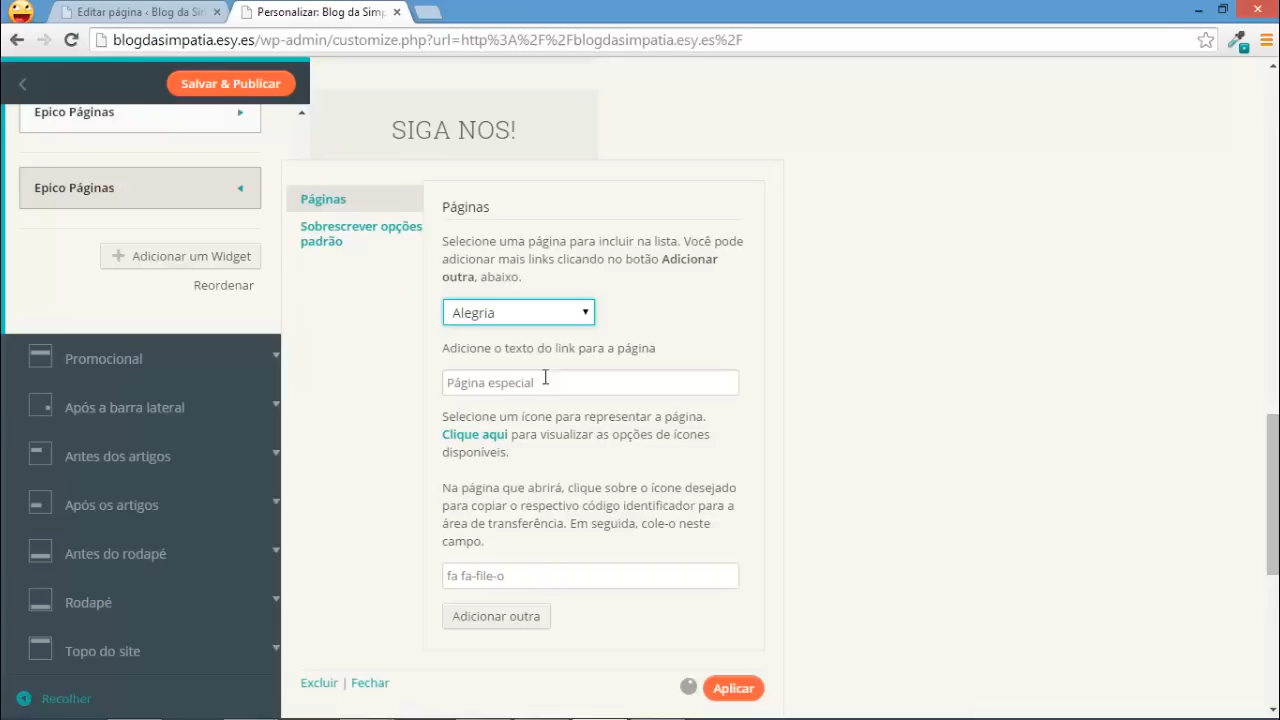 Editar página ‹ Blog da Sim
Personalizar: Blog da Simp
blogdasimpatia.esy.es/wp-admin/customize.php?url=http%3A%2F%2Fblogdasimpatia.esy.es%2F
Salvar & Publicar
Epico Páginas
Epico Páginas
Adicionar um Widget
Reordenar
Promocional
Após a barra lateral
Antes dos artigos
Após os artigos
Antes do rodapé
Rodapé
Topo do site
Recolher
SIGA NOS!
Páginas
Sobrescrever opções
padrão
Páginas
Selecione uma página para incluir na lista. Você pode
adicionar mais links clicando no botão Adicionar
outra, abaixo.
Alegria
Adicione o texto do link para a página
Página especial
Selecione um ícone para representar a página.
Clique aqui para visualizar as opções de ícones
disponíveis.
Na página que abrirá, clique sobre o ícone desejado
para copiar o respectivo código identificador para a
área de transferência. Em seguida, cole-o neste
campo.
fa fa-file-o
Adicionar outra
Excluir | Fechar
Aplicar